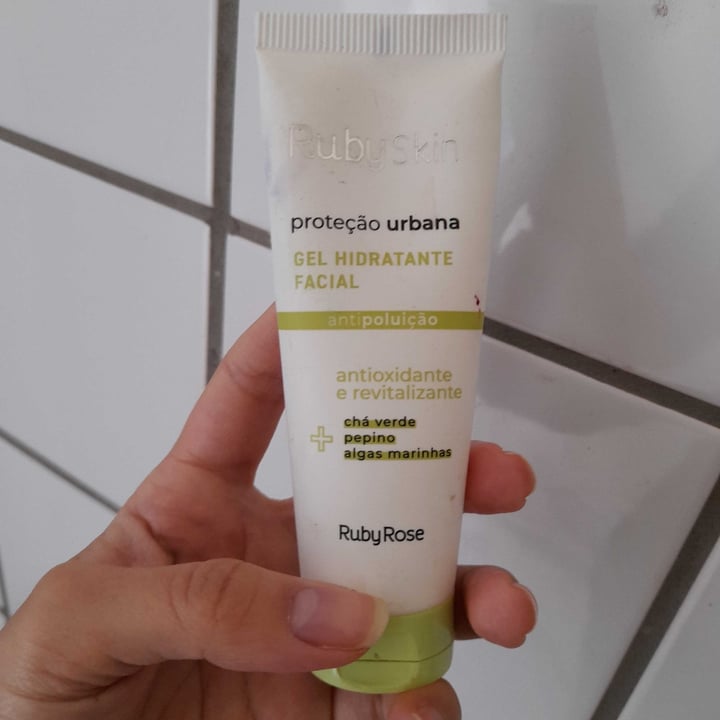 RubySkin
proteção urbana
GEL HIDRATANTE
FACIAL
antipoluição
antioxidante
e revitalizante
+ chá verde
pepino
algas marinhas
RubyRose